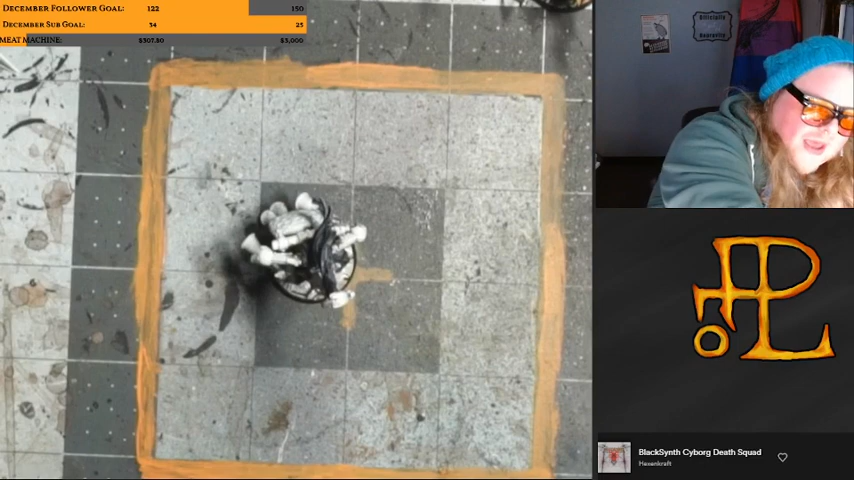 DECEMBER FOLLOWER GOAL: 122 150
DECEMBER SUB GOAL: 34 25
MEAT MACHINE: $307.80 $3,000
BlackSynth Cyborg Death Squad
Hexenkraft